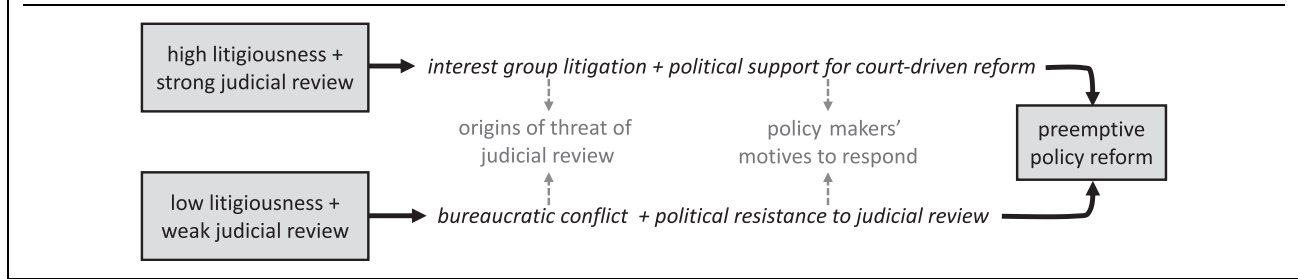 high litigiousness +
strong judicial review
interest group litigation + political support for court-driven reform
origins of threat of
judicial review
policy makers'
motives to respond
preemptive
policy reform
low litigiousness +
weak judicial review
bureaucratic conflict + political resistance to judicial review